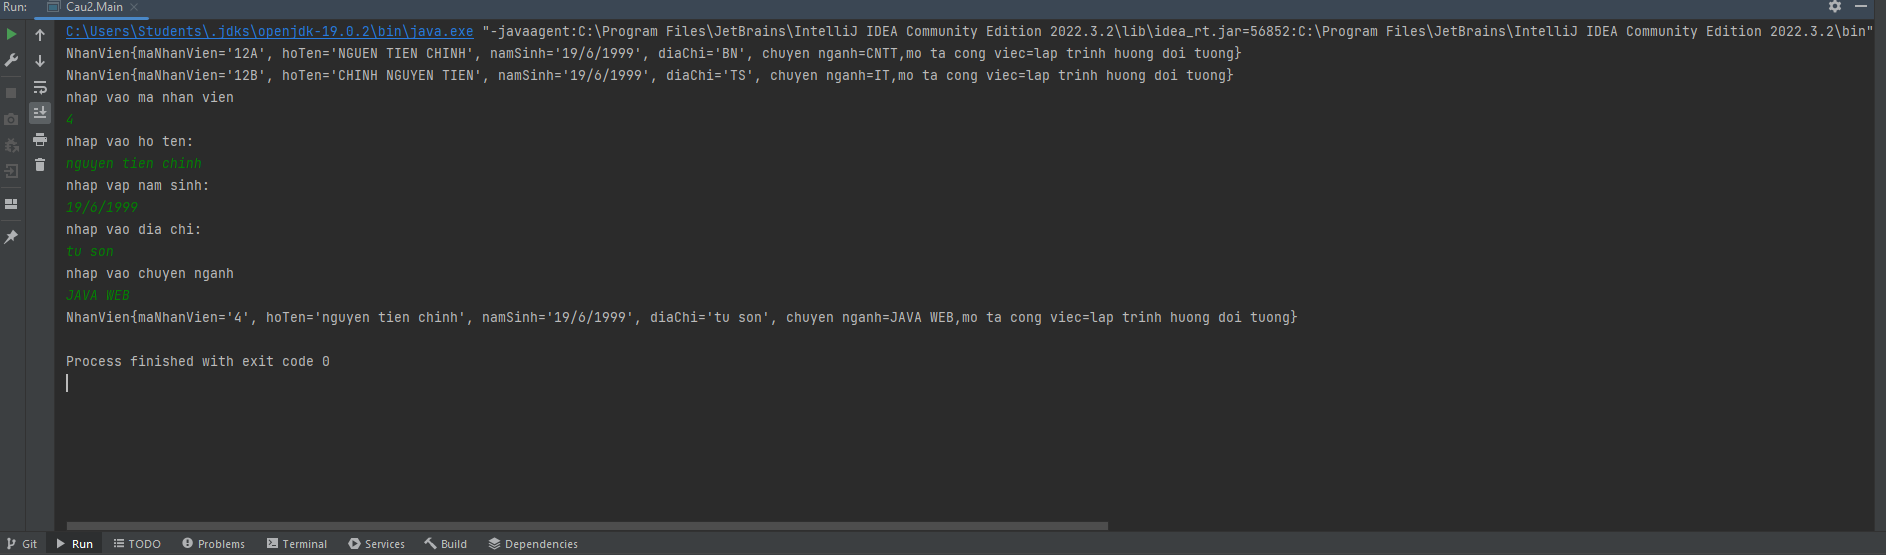 Run: Cau2.Main
C:\Users\Students\.jdks\openjdk-19.0.2\bin\java.exe "-javaagent:C:\Program Files\JetBrains\IntelliJ IDEA Community Edition 2022.3.2\lib\idea_rt.jar=56852:C:\Program Files\JetBrains\IntelliJ IDEA Community Edition 2022.3.2\bin"
NhanVien{maNhanVien='12A', hoTen='NGUEN TIEN CHINH', namSinh='19/6/1999', diaChi='BN', chuyen nganh=CNTT,mo ta cong viec=lap trinh huong doi tuong}
NhanVien{maNhanVien='12B', hoTen='CHINH NGUYEN TIEN', namSinh='19/6/1999', diaChi='TS', chuyen nganh=IT,mo ta cong viec=lap trinh huong doi tuong}
nhap vao ma nhan vien
4
nhap vao ho ten:
nguyen tien chinh
nhap vap nam sinh:
19/6/1999
nhap vao dia chi:
tu son
nhap vao chuyen nganh
JAVA WEB
NhanVien{maNhanVien='4', hoTen='nguyen tien chinh', namSinh='19/6/1999', diaChi='tu son', chuyen nganh=JAVA WEB,mo ta cong viec=lap trinh huong doi tuong}
Process finished with exit code 0
Git Run TODO Problems Terminal Services Build Dependencies